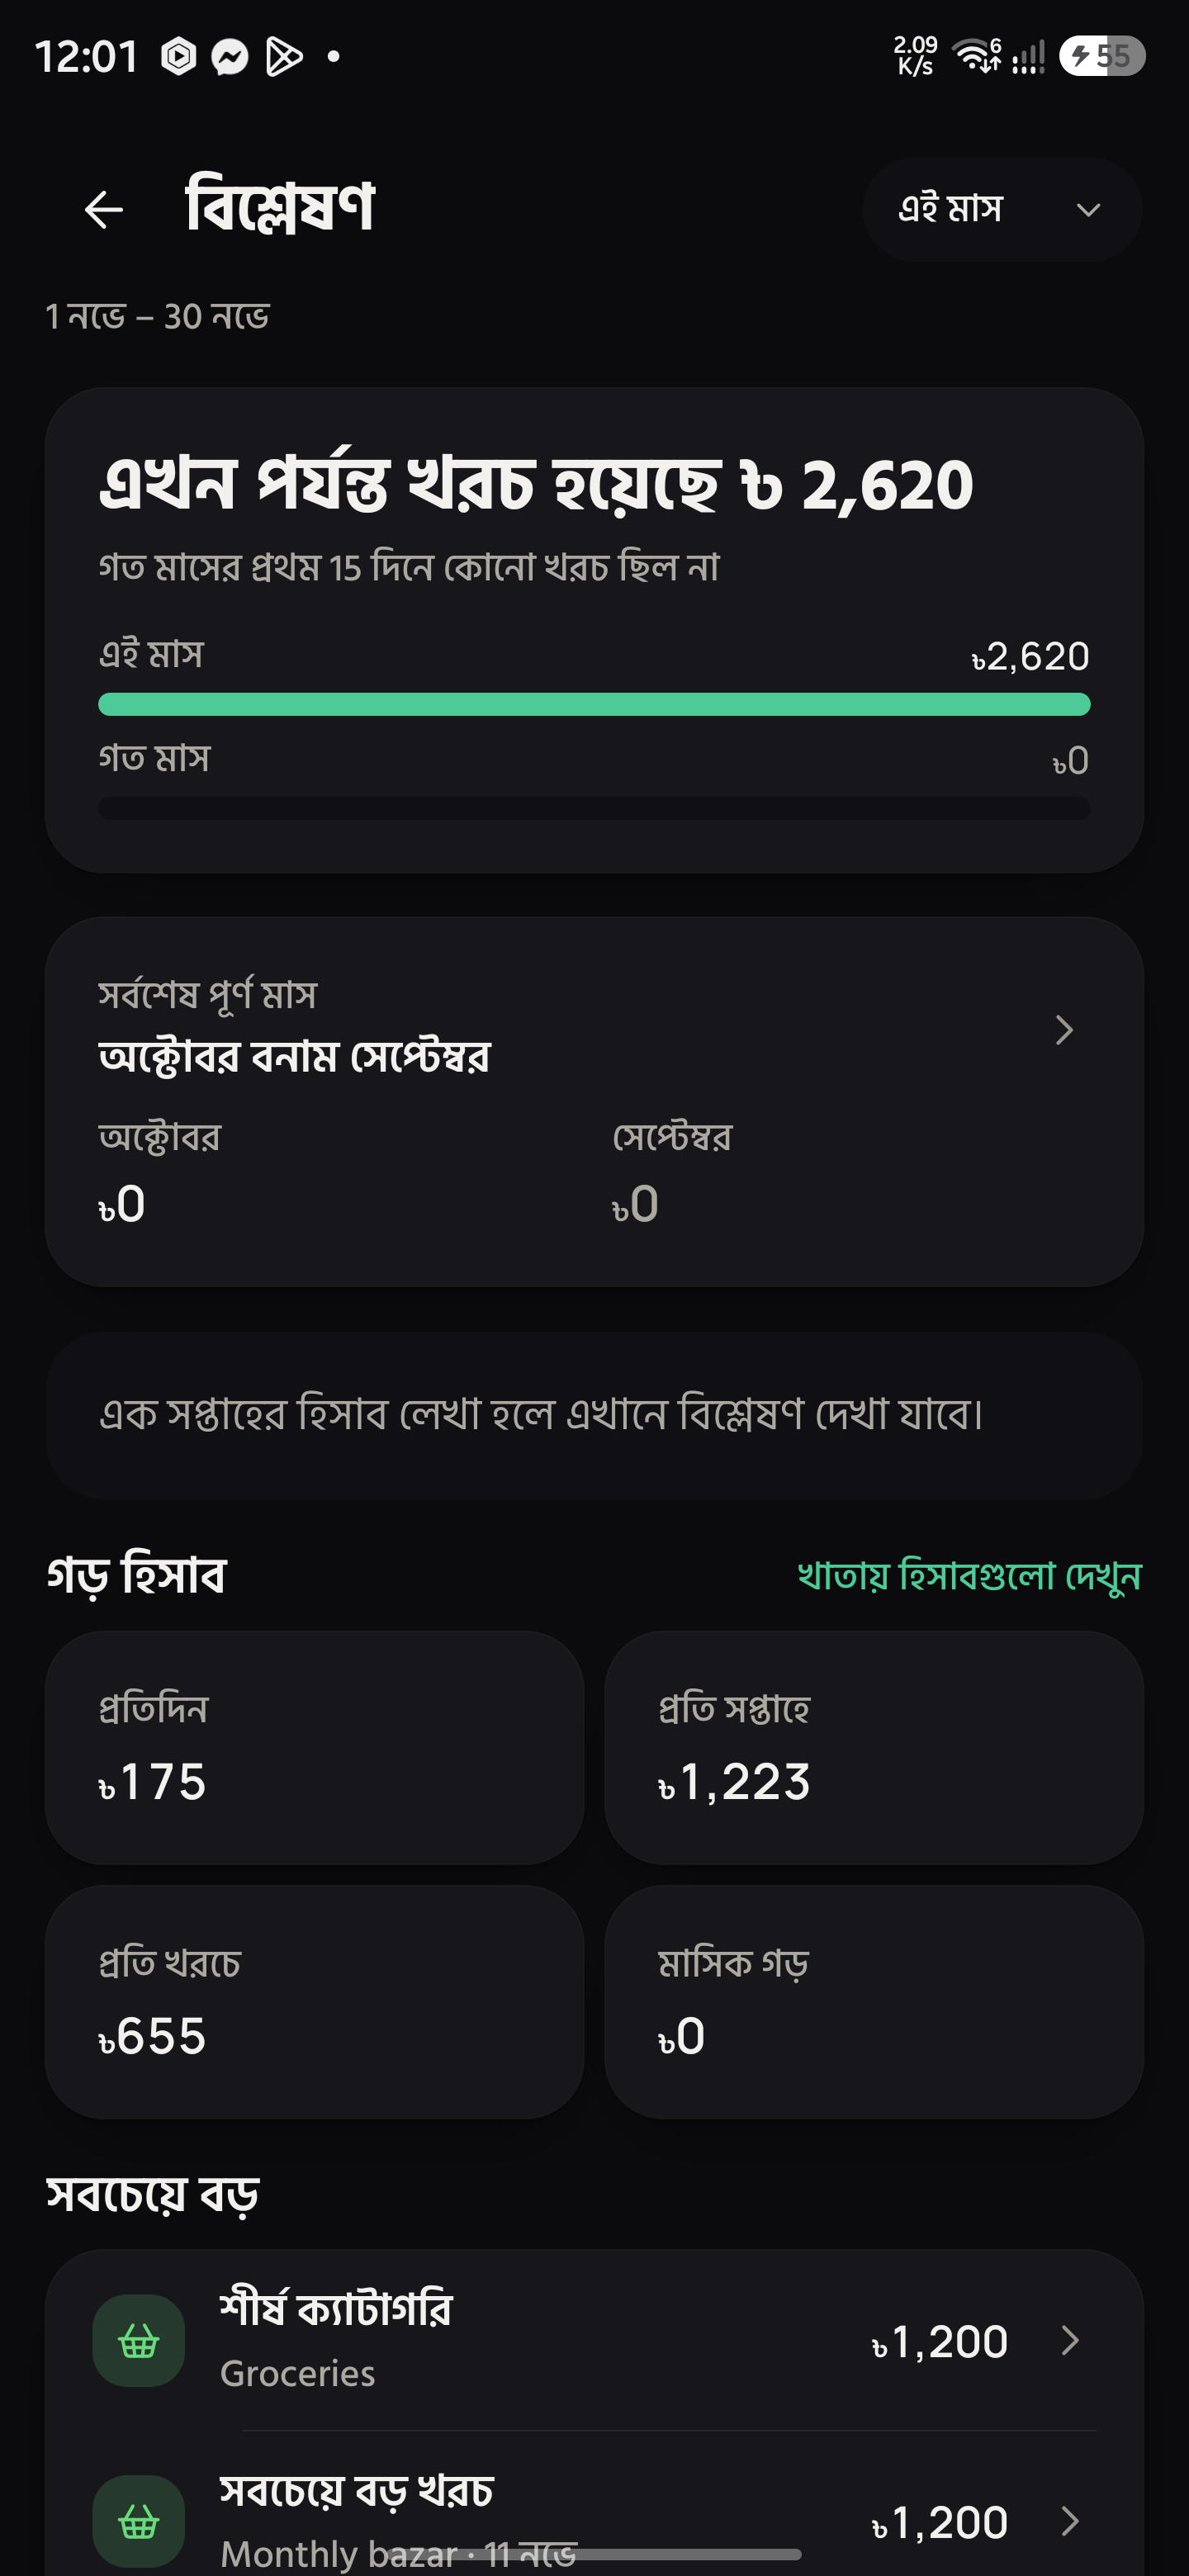 12:01
2.09 K/s
6
55
বিশ্লেষণ
এই মাস
1 নভে – 30 নভে
এখন পর্যন্ত খরচ হয়েছে ৳ 2,620
গত মাসের প্রথম 15 দিনে কোনো খরচ ছিল না
এই মাস ৳2,620
গত মাস ৳0
সর্বশেষ পূর্ণ মাস
অক্টোবর বনাম সেপ্টেম্বর
অক্টোবর সেপ্টেম্বর
৳0 ৳0
এক সপ্তাহের হিসাব লেখা হলে এখানে বিশ্লেষণ দেখা যাবে।
গড় হিসাব খাতায় হিসাবগুলো দেখুন
প্রতিদিন প্রতি সপ্তাহে
৳175 ৳1,223
প্রতি খরচে মাসিক গড়
৳655 ৳0
সবচেয়ে বড়
শীর্ষ ক্যাটাগরি
Groceries
৳1,200
সবচেয়ে বড় খরচ
Monthly bazar · 11 নভে
৳1,200